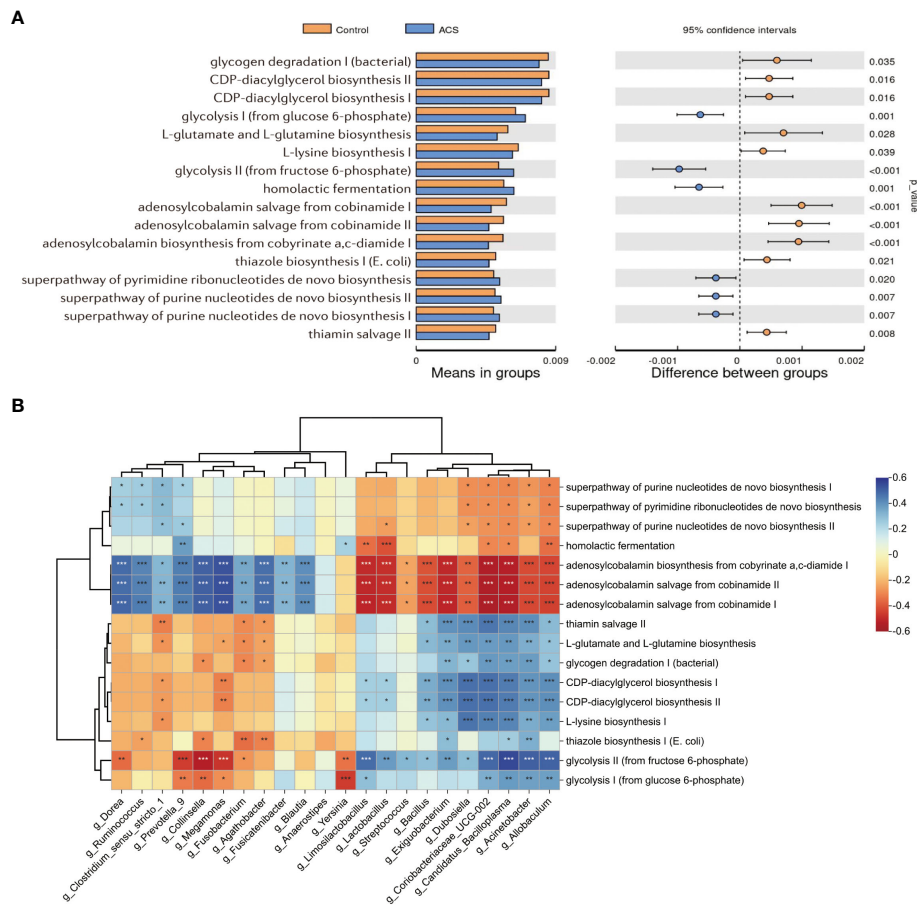 A
Control
ACS
95% confidence intervals
glycogen degradation I (bacterial)
CDP-diacylglycerol biosynthesis II
CDP-diacylglycerol biosynthesis I
glycolysis I (from glucose 6-phosphate)
L-glutamate and L-glutamine biosynthesis
L-lysine biosynthesis I
glycolysis II (from fructose 6-phosphate)
homolactic fermentation
adenosylcobalamin salvage from cobinamide I
adenosylcobalamin salvage from cobinamide II
adenosylcobalamin biosynthesis from cobyrinate a,c-diamide I
thiazole biosynthesis I (E. coli)
superpathway of pyrimidine ribonucleotides de novo biosynthesis
superpathway of purine nucleotides de novo biosynthesis II
superpathway of purine nucleotides de novo biosynthesis I
thiamin salvage II
0.035
0.016
0.016
0.001
0.028
0.039
<0.001
0.001
<0.001
<0.001
<0.001
0.021
0.020
0.007
0.007
0.008
p_value
0
0.009
-0.002
-0.001
0
0.001
0.002
Means in groups
Difference between groups
B
superpathway of purine nucleotides de novo biosynthesis I
superpathway of pyrimidine ribonucleotides de novo biosynthesis
superpathway of purine nucleotides de novo biosynthesis II
homolactic fermentation
adenosylcobalamin biosynthesis from cobyrinate a,c-diamide I
adenosylcobalamin salvage from cobinamide II
adenosylcobalamin salvage from cobinamide I
thiamin salvage II
L-glutamate and L-glutamine biosynthesis
glycogen degradation I (bacterial)
CDP-diacylglycerol biosynthesis I
CDP-diacylglycerol biosynthesis II
L-lysine biosynthesis I
thiazole biosynthesis I (E. coli)
glycolysis II (from fructose 6-phosphate)
glycolysis I (from glucose 6-phosphate)
0.6
0.4
0.2
0
-0.2
-0.4
-0.6
g_Dorea
g_Ruminococcus
g_Clostridium_sensu_stricto_1
g_Prevotella_9
g_Collinsella
g_Megamonas
g_Fusobacterium
g_Agathobacter
g_Fusicatenibacter
g_Blautia
g_Anaerostipes
g_Yersinia
g_Limosilactobacillus
g_Lactobacillus
g_Streptococcus
g_Bacillus
g_Exiguobacterium
g_Dubosiella
g_Coriobacteriaceae_UCG-002
g_Candidatus_Bacilloplasma
g_Acinetobacter
g_Allobaculum